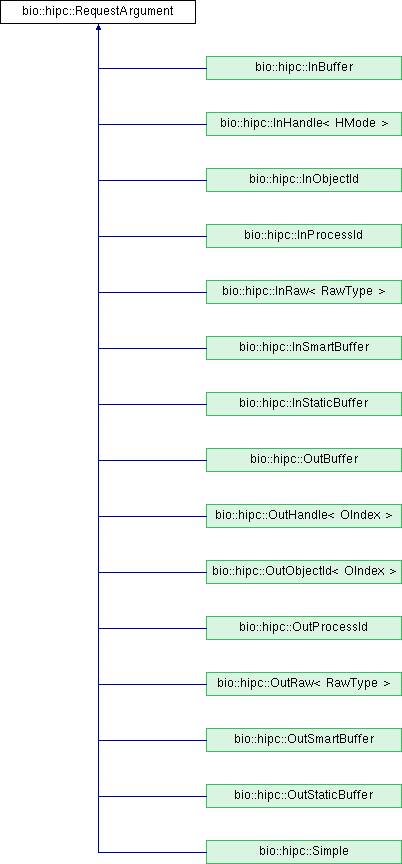 bio::hipc::RequestArgument
bio::hipc::InBuffer
bio::hipc::InHandle< HMode >
bio::hipc::InObjectId
bio::hipc::InProcessId
bio::hipc::InRaw< RawType >
bio::hipc::InSmartBuffer
bio::hipc::InStaticBuffer
bio::hipc::OutBuffer
bio::hipc::OutHandle< OIndex >
bio::hipc::OutObjectId< OIndex >
bio::hipc::OutProcessId
bio::hipc::OutRaw< RawType >
bio::hipc::OutSmartBuffer
bio::hipc::OutStaticBuffer
bio::hipc::Simple